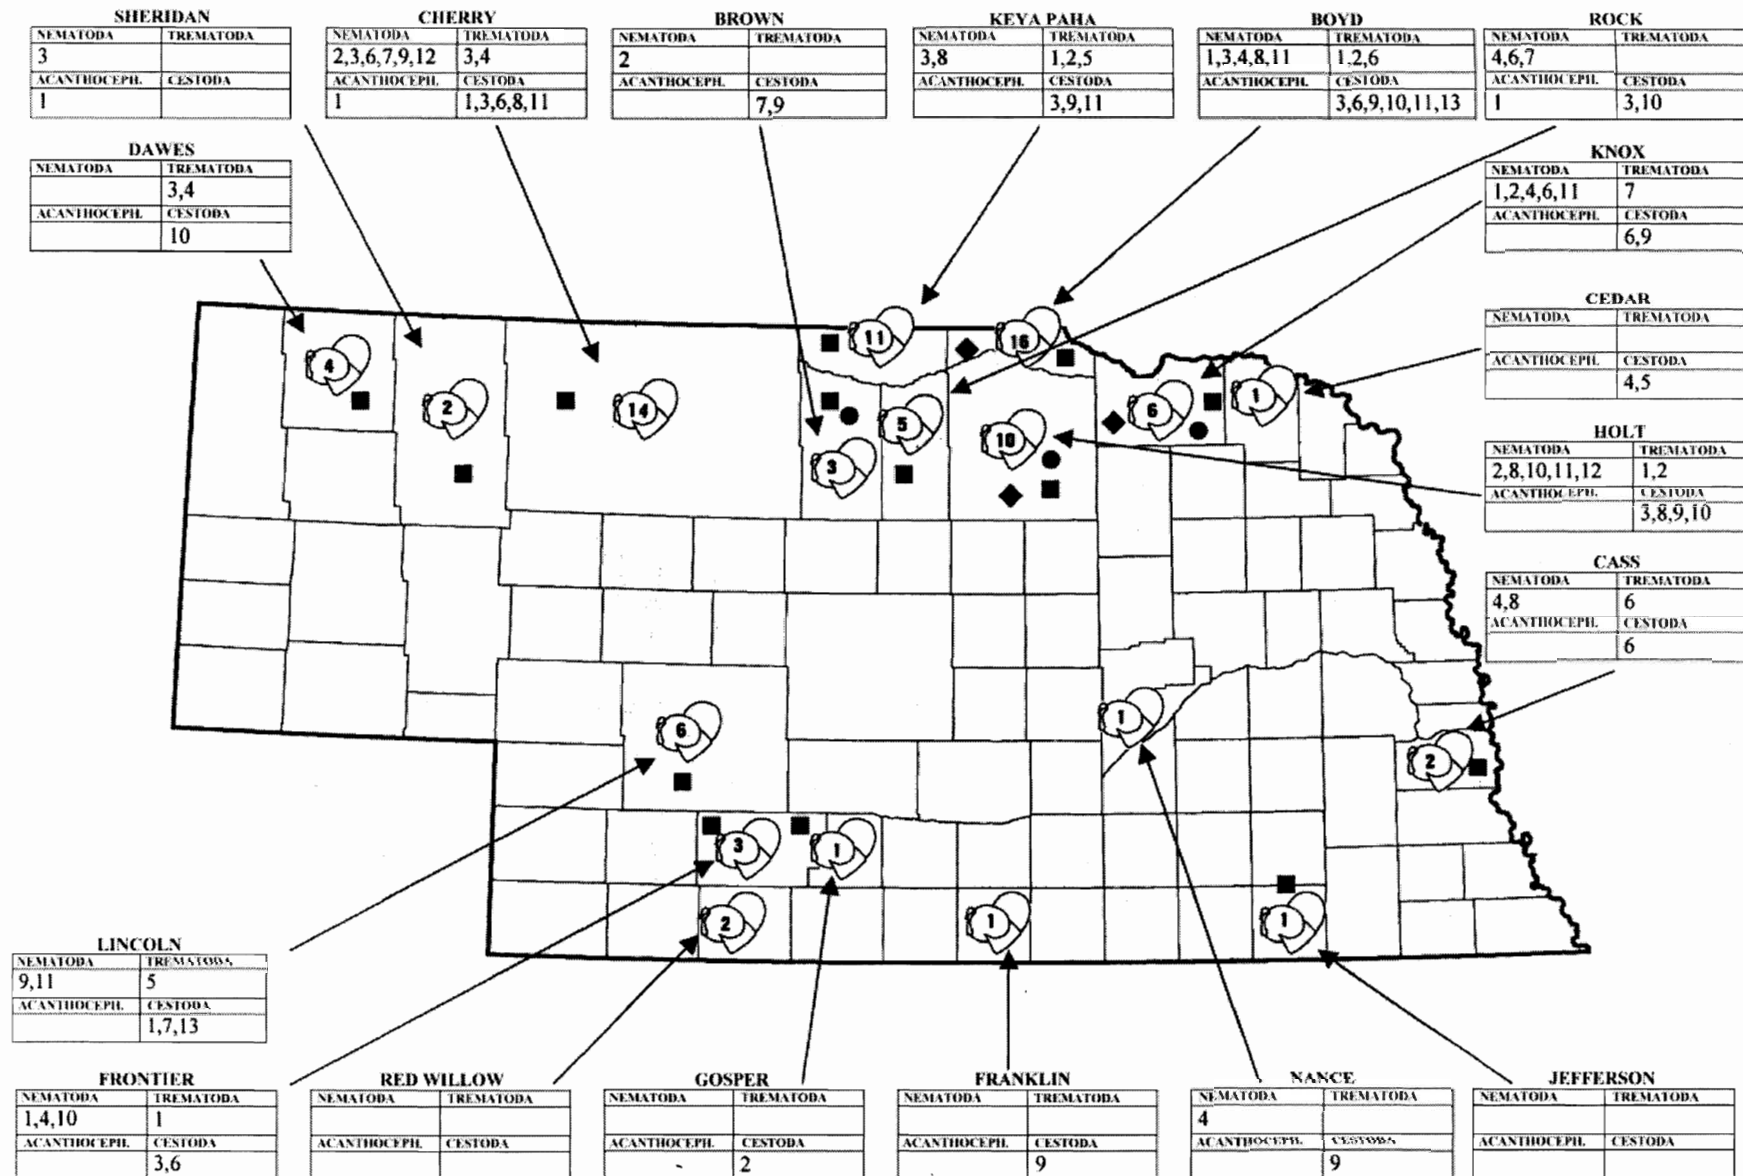 SHERIDAN
NEMATODA TREMATODA
3
ACANTHOCEPH. CESTODA
1
CHERRY
NEMATODA TREMATODA
2,3,6,7,9,12 3,4
ACANTHOCEPH. CESTODA
1 1,3,6,8,11
BROWN
NEMATODA TREMATODA
2
ACANTHOCEPH. CESTODA
7,9
KEYA PAHA
NEMATODA TREMATODA
3,8 1,2,5
ACANTHOCEPH. CESTODA
3,9,11
BOYD
NEMATODA TREMATODA
1,3,4,8,11 1,2,6
ACANTHOCEPH. CESTODA
3,6,9,10,11,13
ROCK
NEMATODA TREMATODA
4,6,7
ACANTHOCEPH. CESTODA
1 3,10
DAWES
NEMATODA TREMATODA
3,4
ACANTHOCEPH. CESTODA
10
KNOX
NEMATODA TREMATODA
1,2,4,6,11 7
ACANTHOCEPH. CESTODA
6,9
CEDAR
NEMATODA TREMATODA
ACANTHOCEPH. CESTODA
4,5
HOLT
NEMATODA TREMATODA
2,8,10,11,12 1,2
ACANTHOCEPH. CESTODA
3,8,9,10
CASS
NEMATODA TREMATODA
4,8 6
ACANTHOCEPH. CESTODA
6
11
16
4
2
14
5
10
6
1
3
6
1
2
3
1
2
1
1
LINCOLN
NEMATODA TREMATODA
9,11 5
ACANTHOCEPH. CESTODA
1,7,13
FRONTIER
NEMATODA TREMATODA
1,4,10 1
ACANTHOCEPH. CESTODA
3,6
RED WILLOW
NEMATODA TREMATODA
ACANTHOCEPH. CESTODA
GOSPER
NEMATODA TREMATODA
ACANTHOCEPH. CESTODA
2
FRANKLIN
NEMATODA TREMATODA
ACANTHOCEPH. CESTODA
9
NANCE
NEMATODA TREMATODA
4
ACANTHOCEPH. CESTODA
9
JEFFERSON
NEMATODA TREMATODA
ACANTHOCEPH. CESTODA